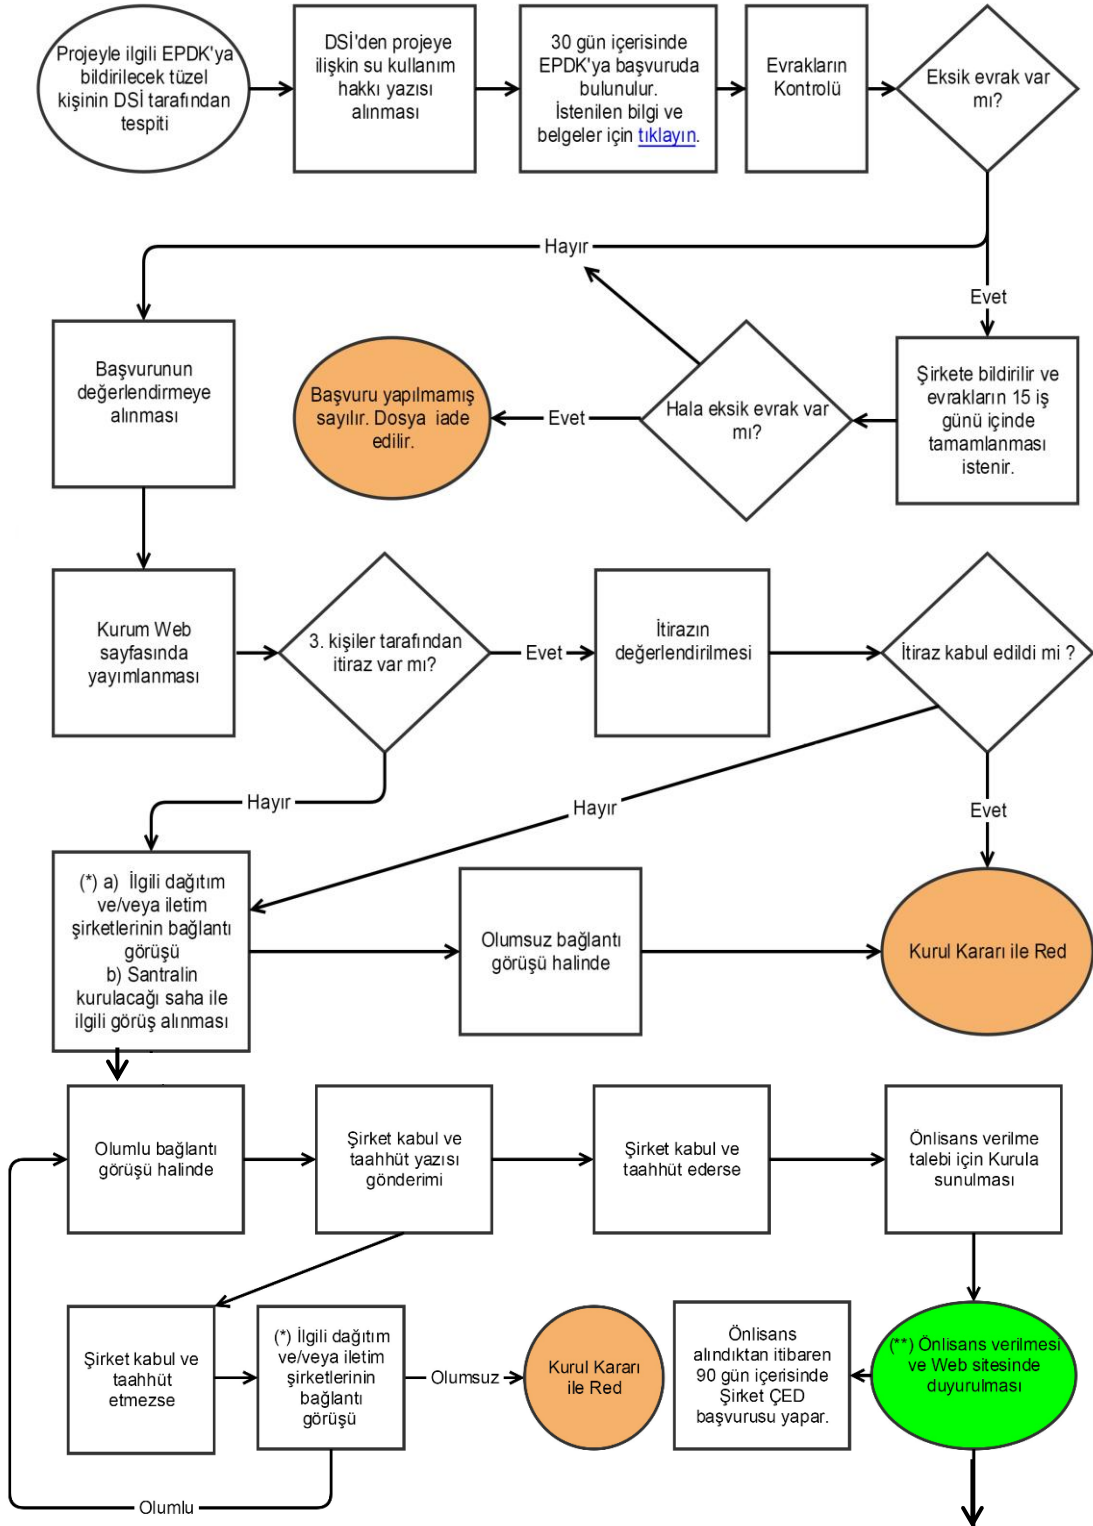 Projeyle ilgili EPDK'ya
bildirilecek tüzel
kişinin DSİ tarafından
tespiti
DSİ'den projeye
ilişkin su kullanım
hakkı yazısı
alınması
30 gün içerisinde
EPDK'ya başvuruda
bulunulur.
İstenilen bilgi ve
belgeler için tıklayın.
Evrakların
Kontrolü
Eksik evrak var
mı?
Hayır
Evet
Başvurunun
değerlendirmeye
alınması
Başvuru yapılmamış
sayılır. Dosya iade
edilir.
Evet
Hala eksik evrak var
mı?
Şirkete bildirilir ve
evrakların 15 iş
günü içinde
tamamlanması
istenir.
Kurum Web
sayfasında
yayımlanması
3. kişiler tarafından
itiraz var mı?
Evet
İtirazın
değerlendirilmesi
İtiraz kabul edildi mi ?
Hayır
Hayır
Evet
(*) a) İlgili dağıtım
ve/veya iletim
şirketlerinin bağlantı
görüşü
b) Santralin
kurulacağı saha ile
ilgili görüş alınması
Olumsuz bağlantı
görüşü halinde
Kurul Kararı ile Red
Olumlu bağlantı
görüşü halinde
Şirket kabul ve
taahhüt yazısı
gönderimi
Şirket kabul ve
taahhüt ederse
Önlisans verilme
talebi için Kurula
sunulması
Şirket kabul ve
taahhüt
etmezse
(*) İlgili dağıtım
ve/veya iletim
şirketlerinin
bağlantı
görüşü
Olumsuz
Kurul Kararı
ile Red
Önlisans
alındıktan itibaren
90 gün içerisinde
Şirket ÇED
başvurusu yapar.
(**) Önlisans verilmesi
ve Web sitesinde
duyurulması
Olumlu